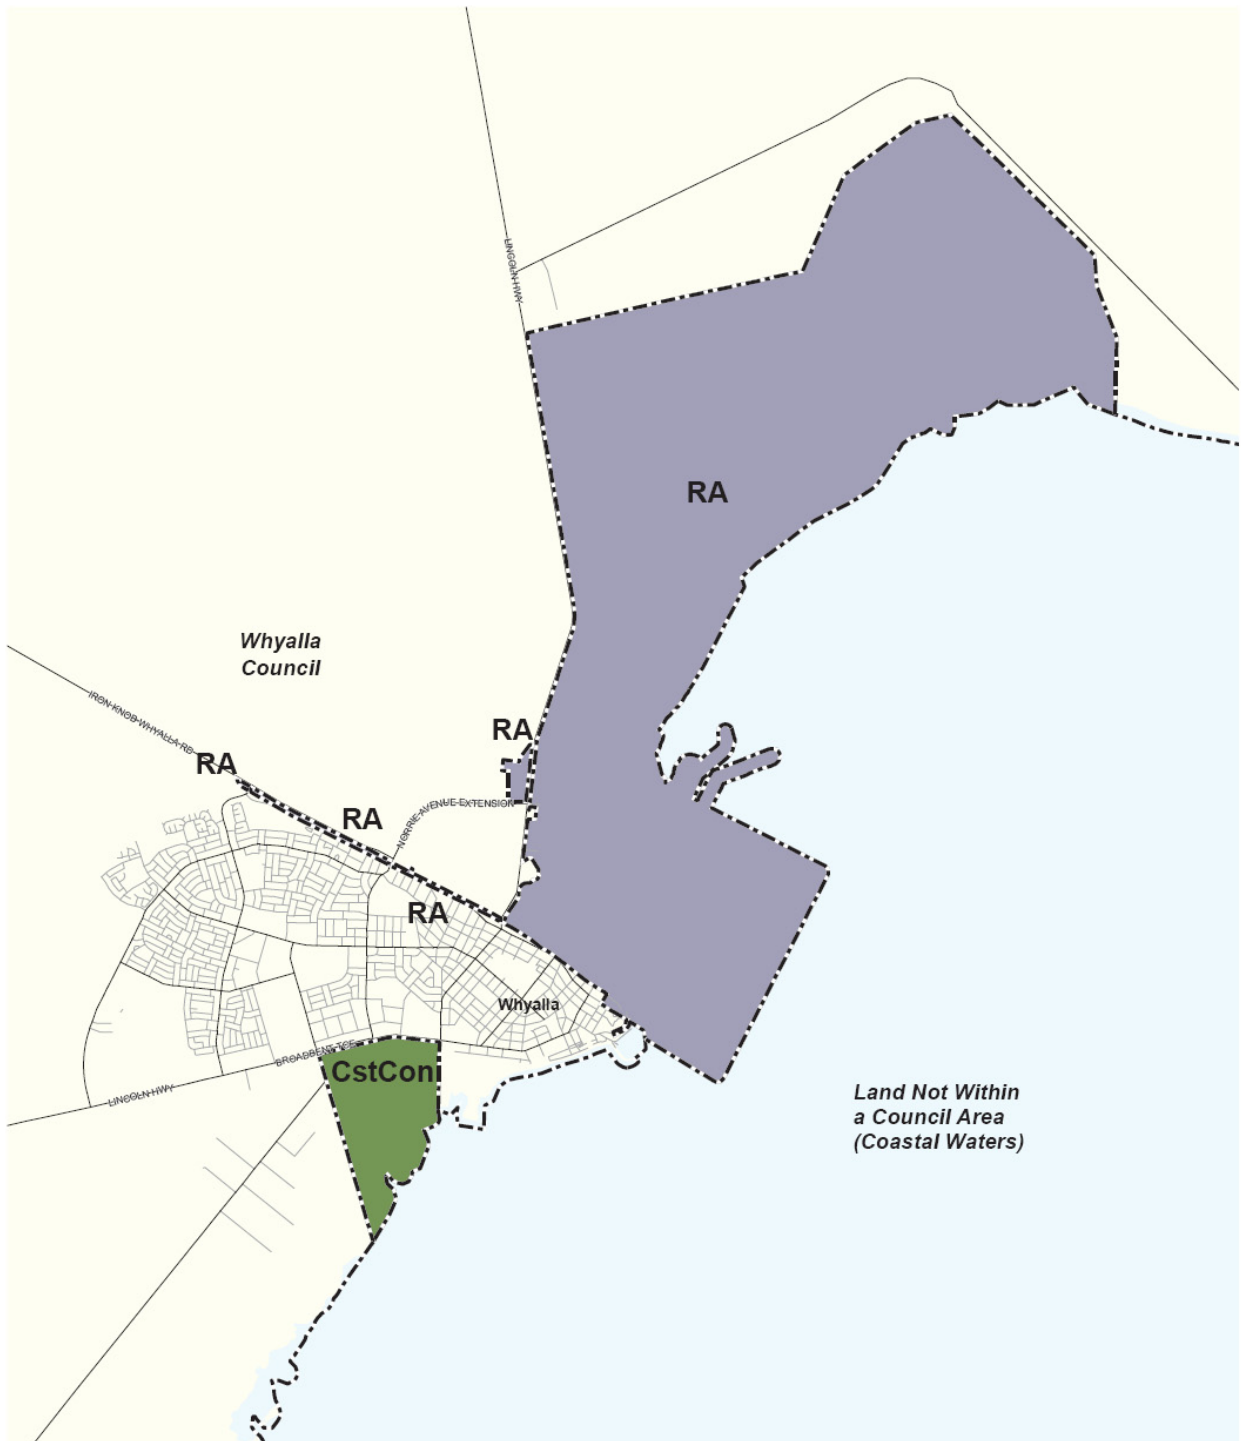 LINCOLN HWY
RA
Whyalla
Council
IRON KNOB WHYALLA RD
RA
RA
RA
NORRIE AVENUE EXTENSION
RA
Whyalla
BROADBENT TCE
CstCon
LINCOLN HWY
Land Not Within
a Council Area
(Coastal Waters)